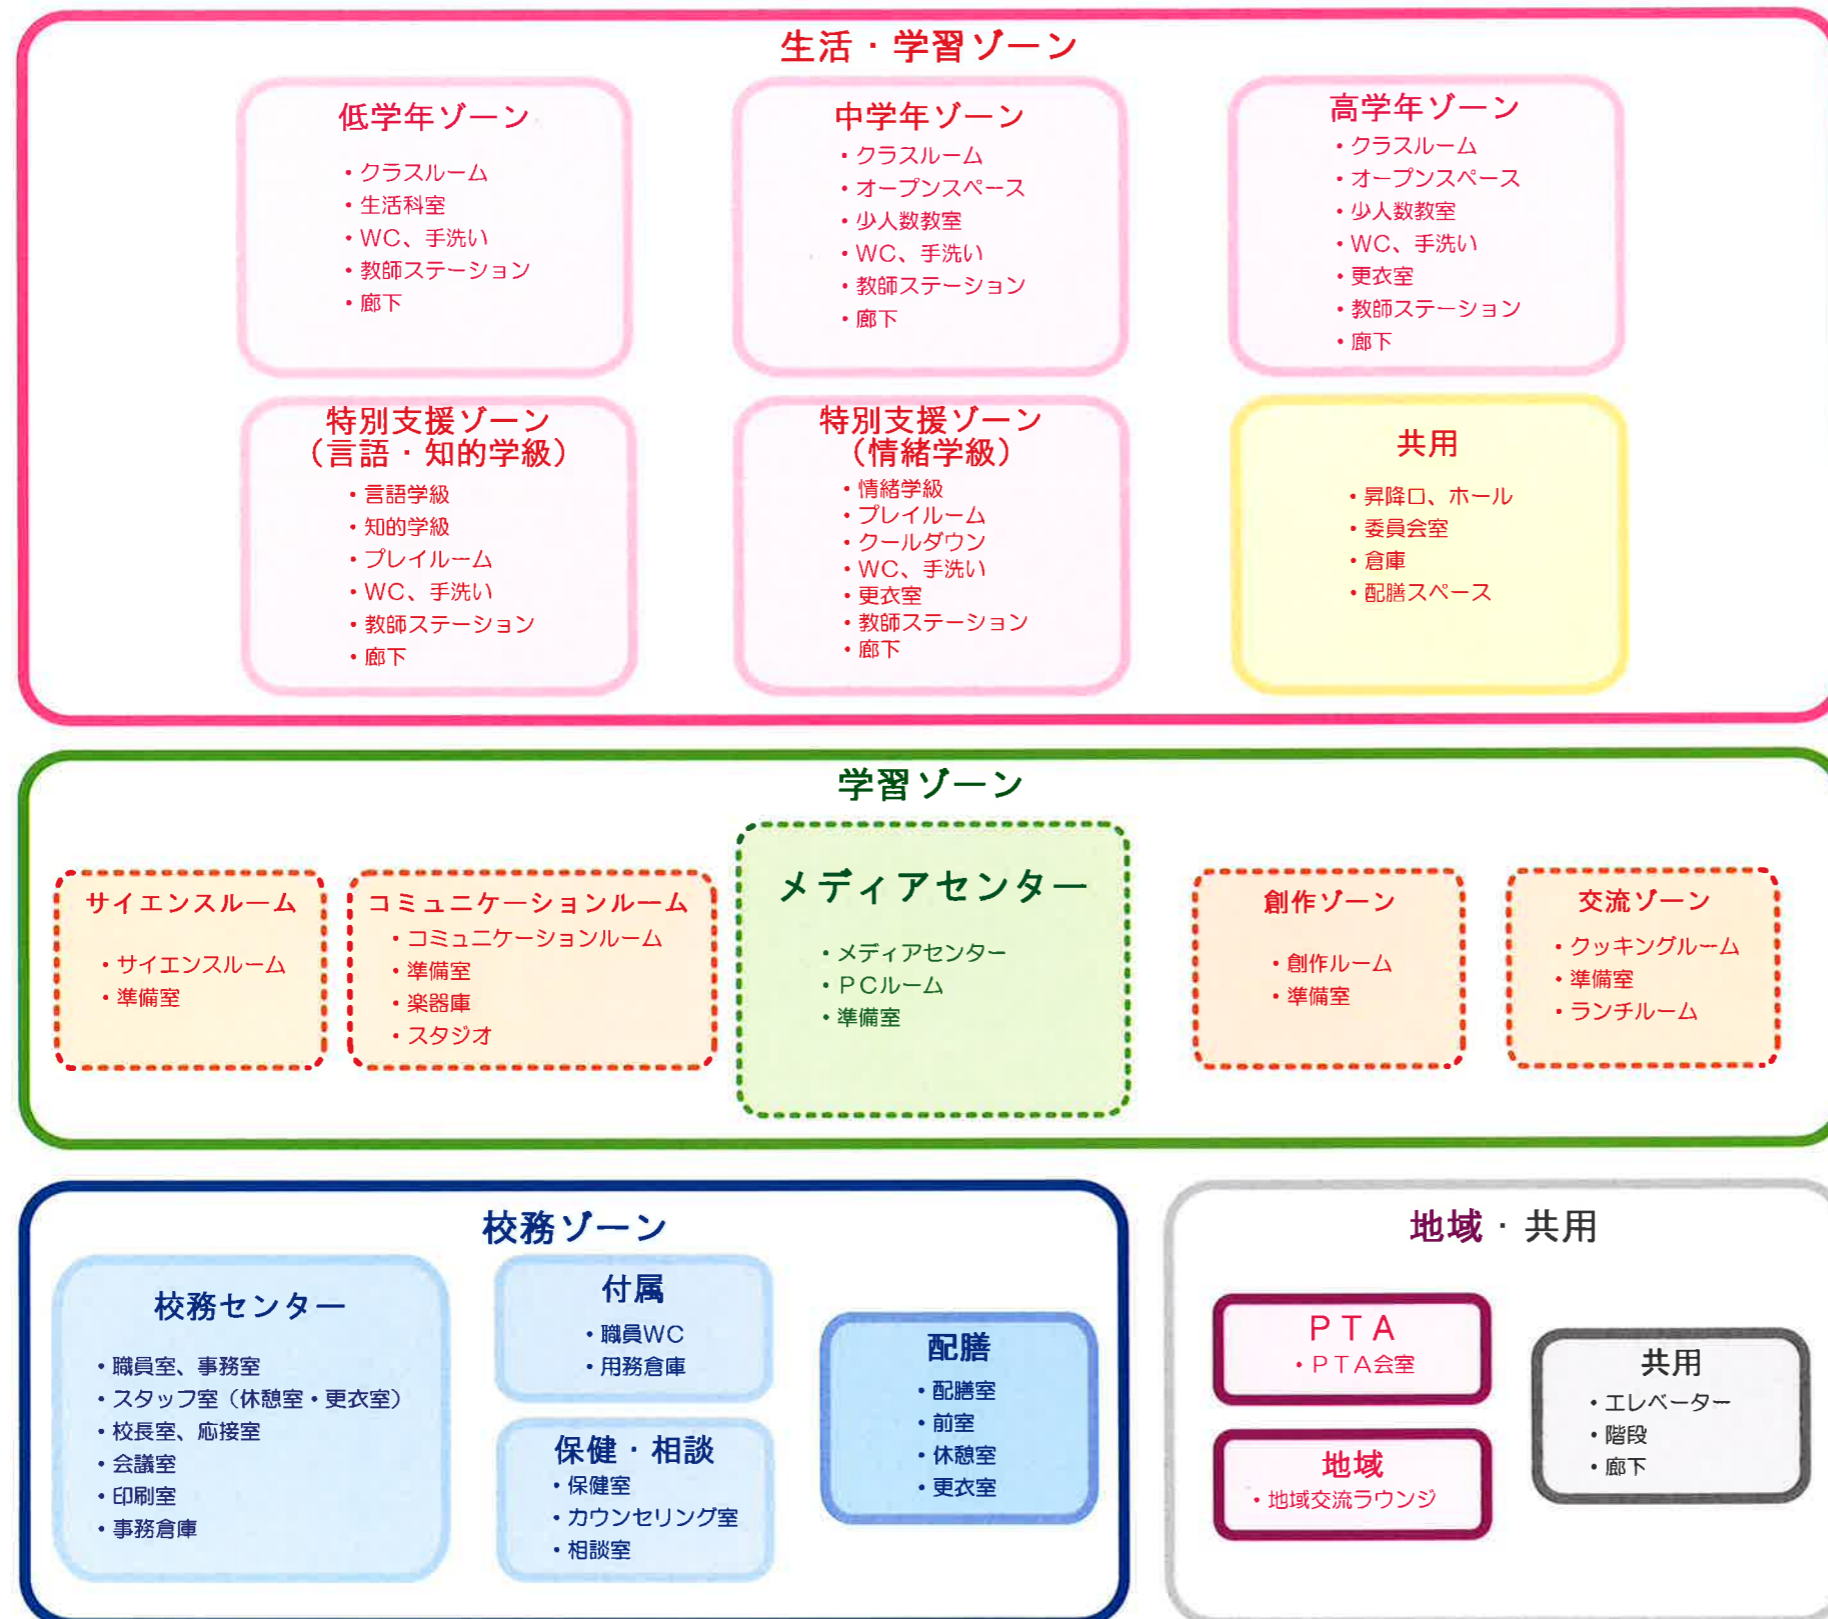 生活・学習ゾーン
低学年ゾーン
・クラスルーム
・生活科室
・WC、手洗い
・教師ステーション
・廊下
中学年ゾーン
・クラスルーム
・オープンスペース
・少人数教室
・WC、手洗い
・教師ステーション
・廊下
高学年ゾーン
・クラスルーム
・オープンスペース
・少人数教室
・WC、手洗い
・更衣室
・教師ステーション
・廊下
特別支援ゾーン
（言語・知的学級）
・言語学級
・知的学級
・プレイルーム
・WC、手洗い
・教師ステーション
・廊下
特別支援ゾーン
（情緒学級）
・情緒学級
・プレイルーム
・クールダウン
・WC、手洗い
・更衣室
・教師ステーション
・廊下
共用
・昇降口、ホール
・委員会室
・倉庫
・配膳スペース
学習ゾーン
サイエンスルーム
・サイエンスルーム
・準備室
コミュニケーションルーム
・コミュニケーションルーム
・準備室
・楽器庫
・スタジオ
メディアセンター
・メディアセンター
・PCルーム
・準備室
創作ゾーン
・創作ルーム
・準備室
交流ゾーン
・クッキングルーム
・準備室
・ランチルーム
校務ゾーン
校務センター
・職員室、事務室
・スタッフ室（休憩室・更衣室）
・校長室、応接室
・会議室
・印刷室
・事務倉庫
付属
・職員WC
・用務倉庫
保健・相談
・保健室
・カウンセリング室
・相談室
配膳
・配膳室
・前室
・休憩室
・更衣室
地域・共用
PTA
・PTA会室
地域
・地域交流ラウンジ
共用
・エレベーター
・階段
・廊下